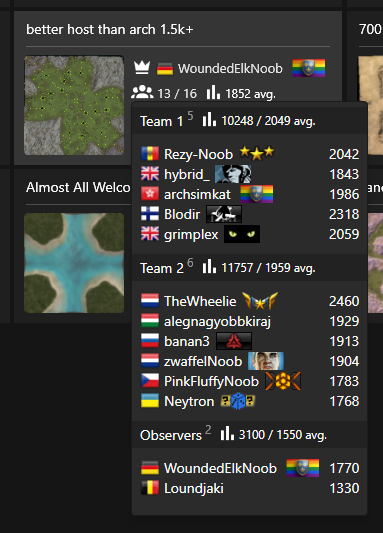 better host than arch 1.5k+
700
WoundedElkNoob
13 / 16 1852 avg.
Team 1 5 10248 / 2049 avg.
Rezy-Noob 2042
hybrid_ 1843
archsimkat 1986
Blodir 2318
grimplex 2059
Almost All Welco
Team 2 6 11757 / 1959 avg.
TheWheelie 2460
alegnagyobbkiraj 1929
banan3 1913
zwaffelNoob 1904
PinkFluffyNoob 1783
Neytron ? ? 1768
Observers 2 3100 / 1550 avg.
WoundedElkNoob 1770
Loundjaki 1330